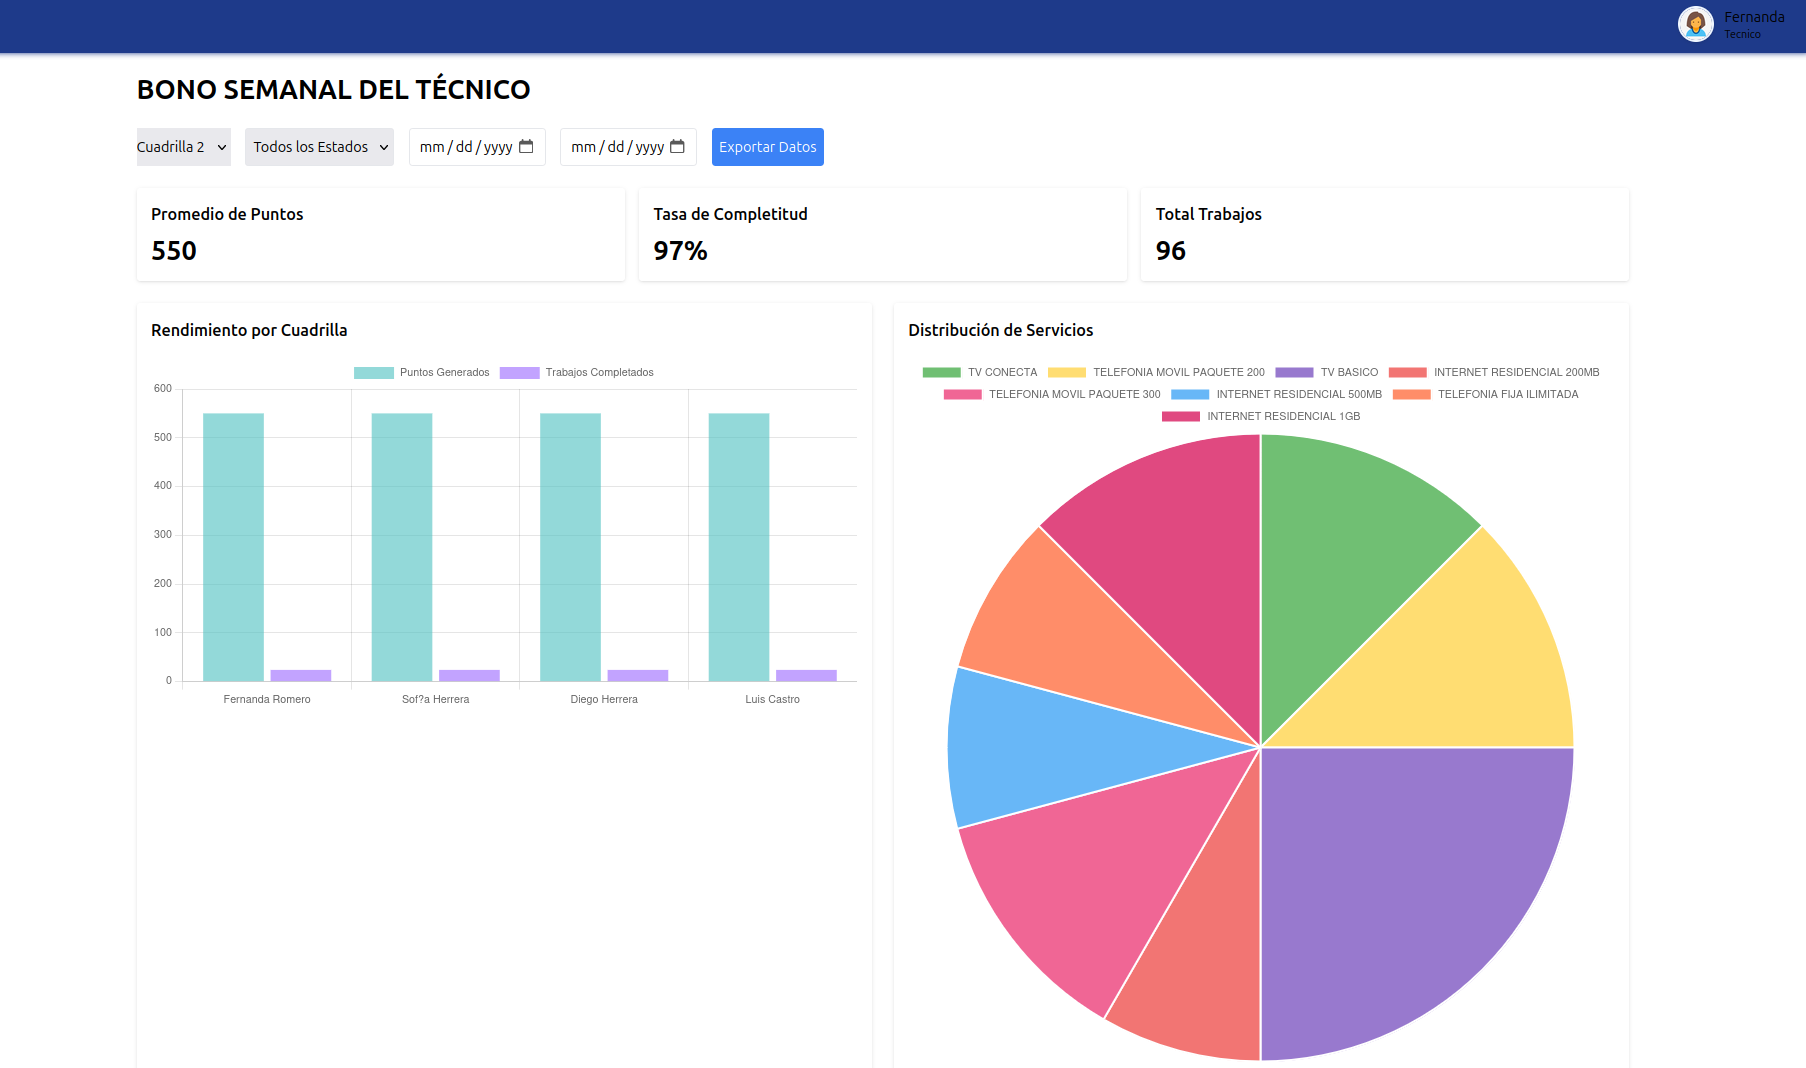 Fernanda
Tecnico
BONO SEMANAL DEL TÉCNICO
Cuadrilla 2 Todos los Estados mm/dd/yyyy mm/dd/yyyy Exportar Datos
Promedio de Puntos
550
Tasa de Completitud
97%
Total Trabajos
96
Rendimiento por Cuadrilla
Puntos Generados Trabajos Completados
600
500
400
300
200
100
0
Fernanda Romero Sof?a Herrera Diego Herrera Luis Castro
Distribución de Servicios
TV CONECTA TELEFONIA MOVIL PAQUETE 200 TV BASICO INTERNET RESIDENCIAL 200MB
TELEFONIA MOVIL PAQUETE 300 INTERNET RESIDENCIAL 500MB TELEFONIA FIJA ILIMITADA
INTERNET RESIDENCIAL 1GB